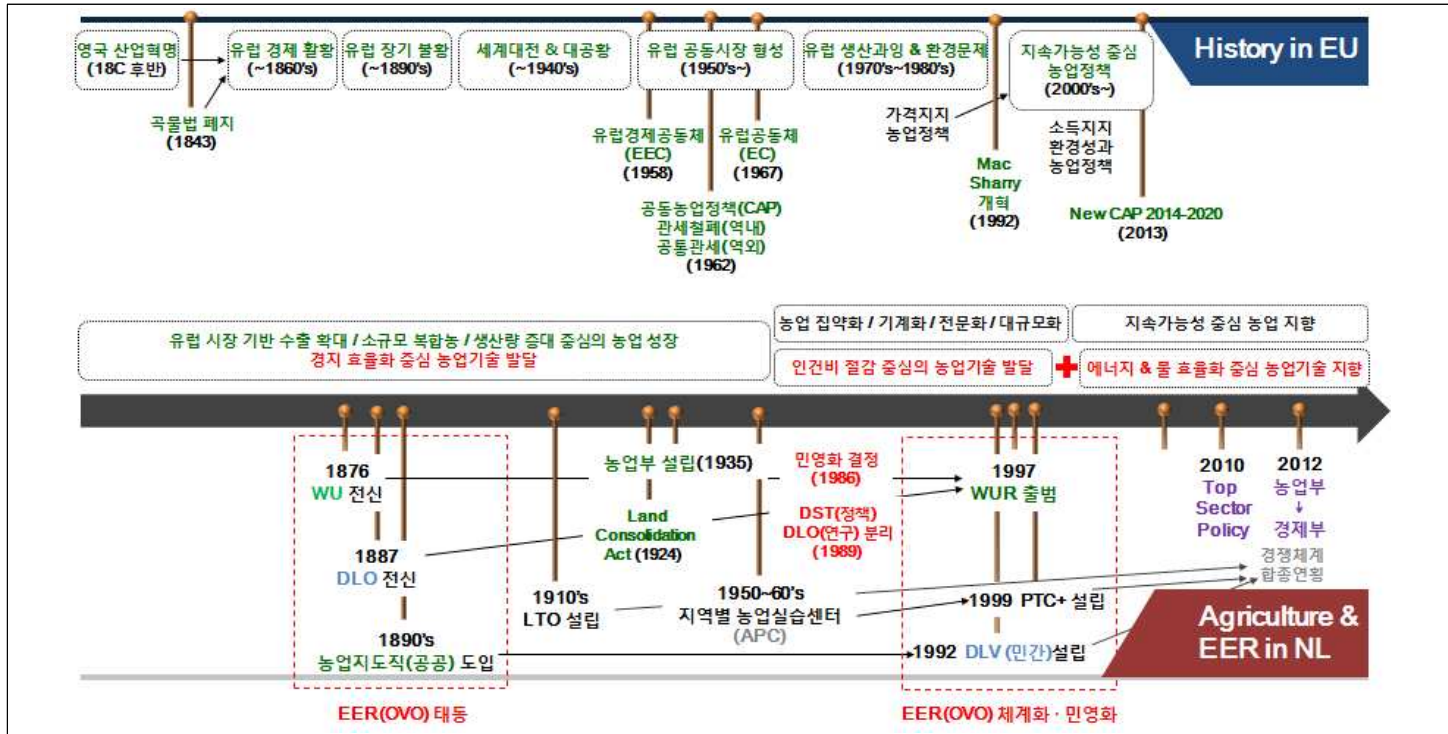 영국 산업혁명
(18C 후반)
유럽 경제 활황
(~1860's)
유럽 장기 불황
(~1890's)
세계대전 & 대공황
(~1940's)
유럽 공동시장 형성
(1950's~)
유럽 생산과잉 & 환경문제
(1970's~1980's)
지속가능성 중심
농업정책
(2000's~)
History in EU
곡물법 폐지
(1843)
유럽경제공동체
(EEC)
(1958)
유럽공동체
(EC)
(1967)
공동농업정책(CAP)
관세철폐(역내)
공통관세(역외)
(1962)
가격지지
농업정책
Mac
Sharry
개혁
(1992)
소득지지
환경성과
농업정책
New CAP 2014-2020
(2013)
유럽 시장 기반 수출 확대 / 소규모 복합농 / 생산량 증대 중심의 농업 성장
경지 효율화 중심 농업기술 발달
농업 집약화 / 기계화 / 전문화 / 대규모화
인건비 절감 중심의 농업기술 발달
지속가능성 중심 농업 지향
에너지 & 물 효율화 중심 농업기술 지향
1876
WU 전신
1887
DLO 전신
1890's
농업지도직(공공) 도입
EER(OVO) 태동
1910's
LTO 설립
농업부 설립(1935)
Land
Consolidation
Act (1924)
1950~60's
지역별 농업실습센터
(APC)
민영화 결정
(1986)
DST(정책)
DLO(연구) 분리
(1989)
1997
WUR 출범
1999 PTC+ 설립
1992 DLV (민간)설립
EER(OVO) 체계화 · 민영화
2010
Top
Sector
Policy
2012
농업부
↓
경제부
경쟁체계
합종연횡
Agriculture &
EER in NL